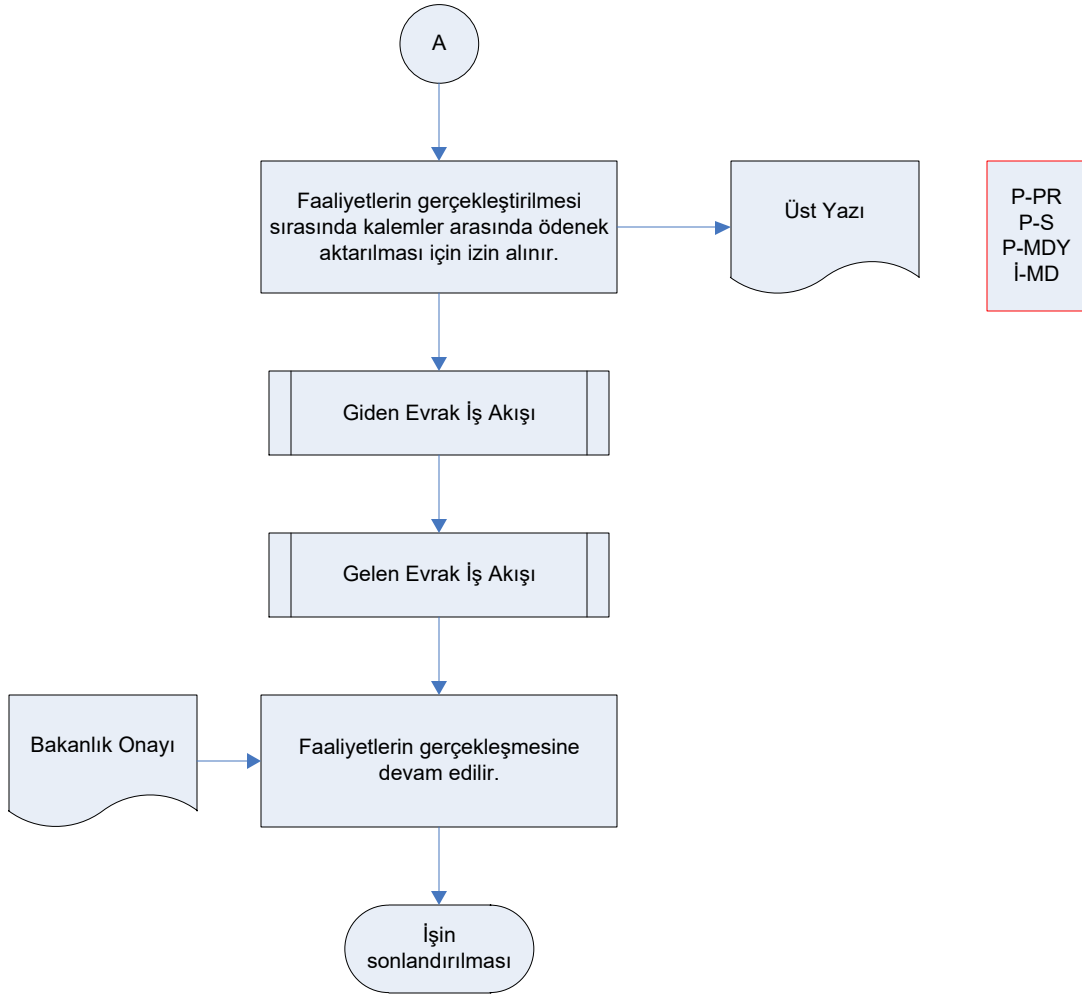 A
Faaliyetlerin gerçekleştirilmesi
sırasında kalemler arasında ödenek
aktarılması için izin alınır.
Üst Yazı
P-PR
P-S
P-MDY
İ-MD
Giden Evrak İş Akışı
Gelen Evrak İş Akışı
Bakanlık Onayı
Faaliyetlerin gerçekleşmesine
devam edilir.
İşin
sonlandırılması